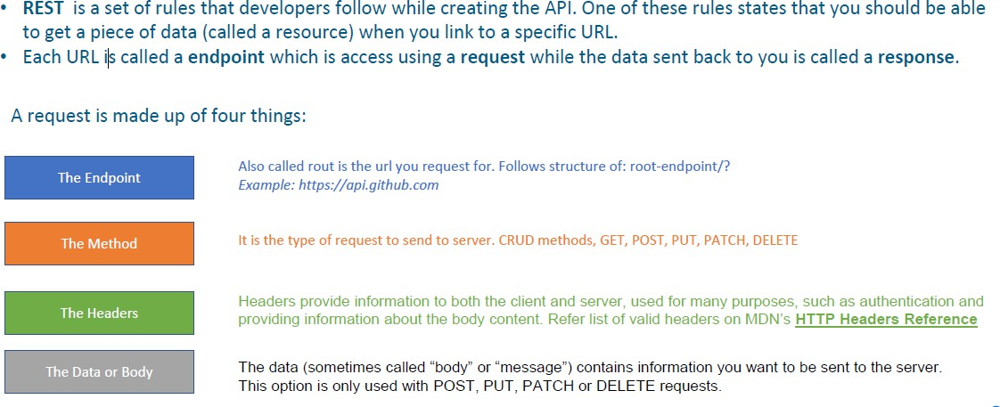 • REST is a set of rules that developers follow while creating the API. One of these rules states that you should be able
to get a piece of data (called a resource) when you link to a specific URL.
• Each URL is called a endpoint which is access using a request while the data sent back to you is called a response.
A request is made up of four things:
The Endpoint
Also called rout is the url you request for. Follows structure of: root-endpoint/?
Example: https://api.github.com
The Method
It is the type of request to send to server. CRUD methods, GET, POST, PUT, PATCH, DELETE
The Headers
Headers provide information to both the client and server, used for many purposes, such as authentication and
providing information about the body content. Refer list of valid headers on MDN’s HTTP Headers Reference
The Data or Body
The data (sometimes called “body” or “message”) contains information you want to be sent to the server.
This option is only used with POST, PUT, PATCH or DELETE requests.